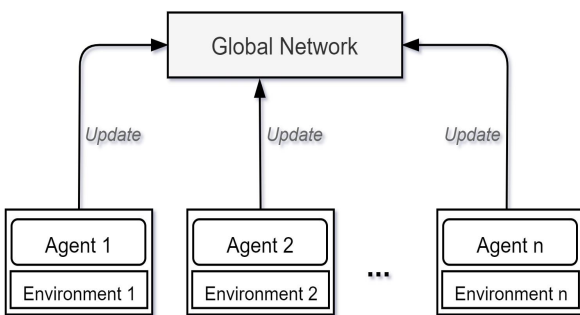 Global Network
Update
Update
Update
Agent 1
Agent 2
Agent n
...
Environment 1
Environment 2
Environment n